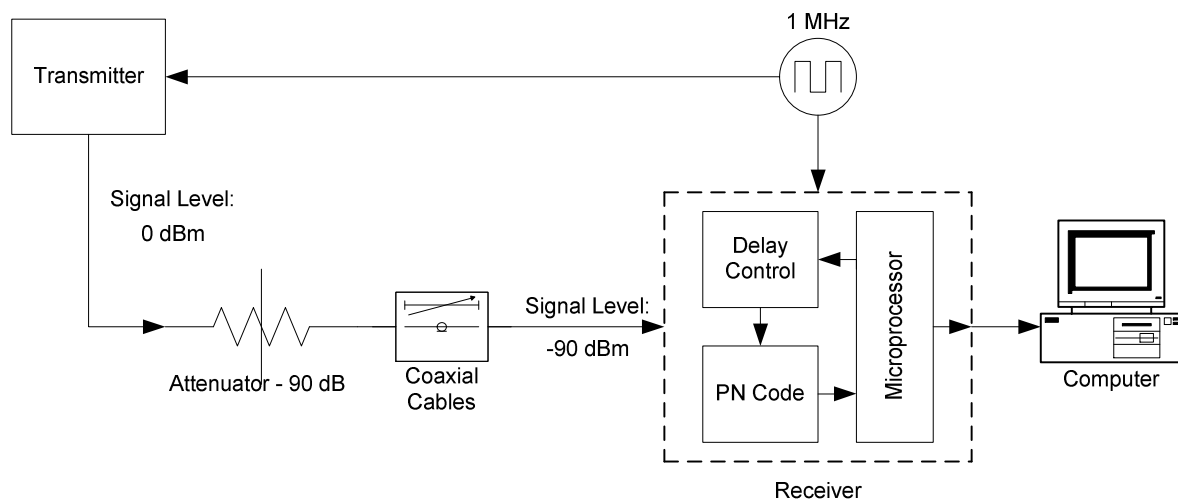 1 MHz
Transmitter
Signal Level:
0 dBm
Attenuator - 90 dB
Coaxial
Cables
Signal Level:
-90 dBm
Delay
Control
PN Code
Microprocessor
Receiver
Computer